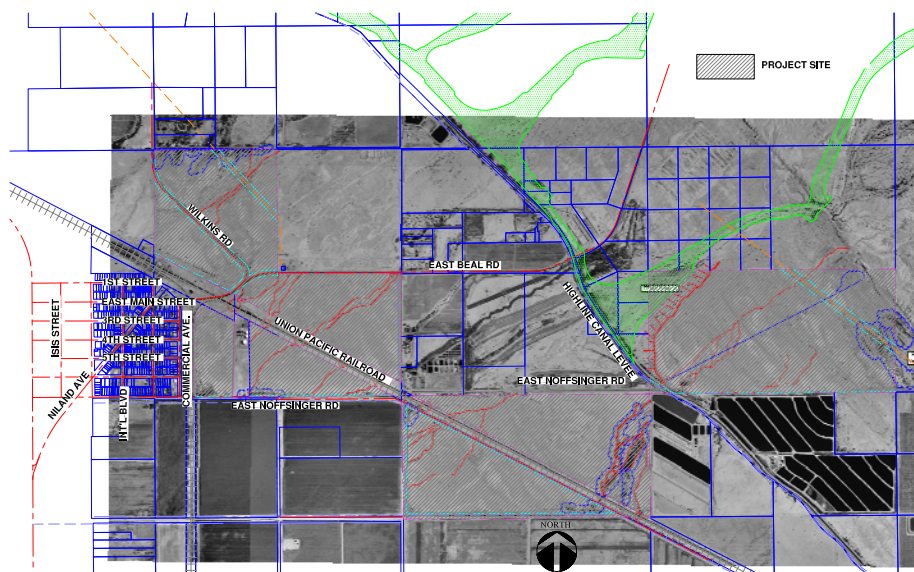 PROJECT SITE
WILKINS RD
EAST BEAL RD
1ST STREET
EAST MAIN STREET
3RD STREET
4TH STREET
5TH STREET
ISIS STREET
NILAND AVE
INT'L BLVD
COMMERCIAL AVE.
UNION PACIFIC RAILROAD
HIGHLINE CANAL LEVEE
EAST NOFFSINGER RD
EAST NOFFSINGER RD
NORTH